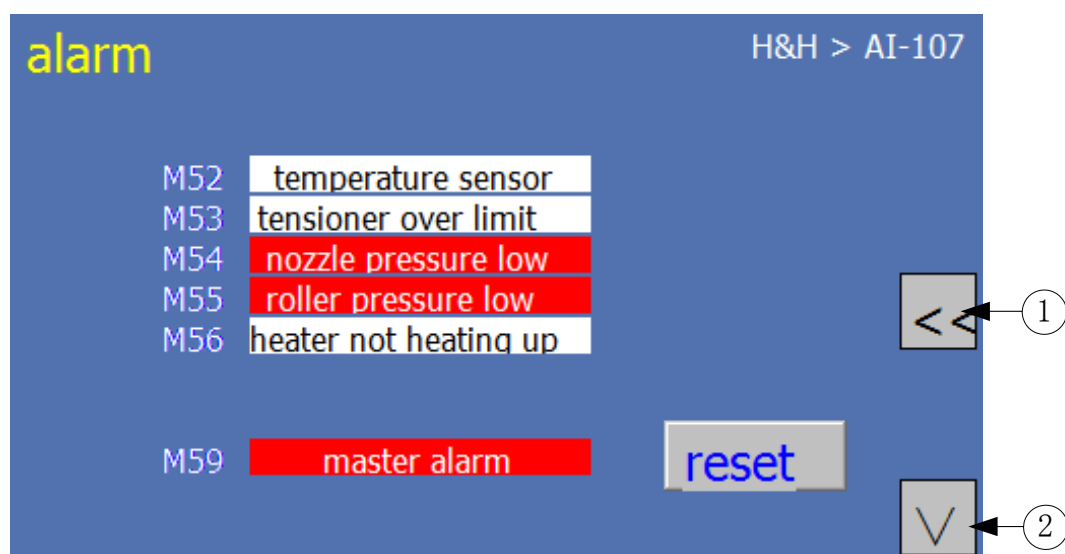 alarm H&H > AI-107
M52 temperature sensor
M53 tensioner over limit
M54 nozzle pressure low
M55 roller pressure low
<< 1
M56 heater not heating up
M59 master alarm reset
∨ 2